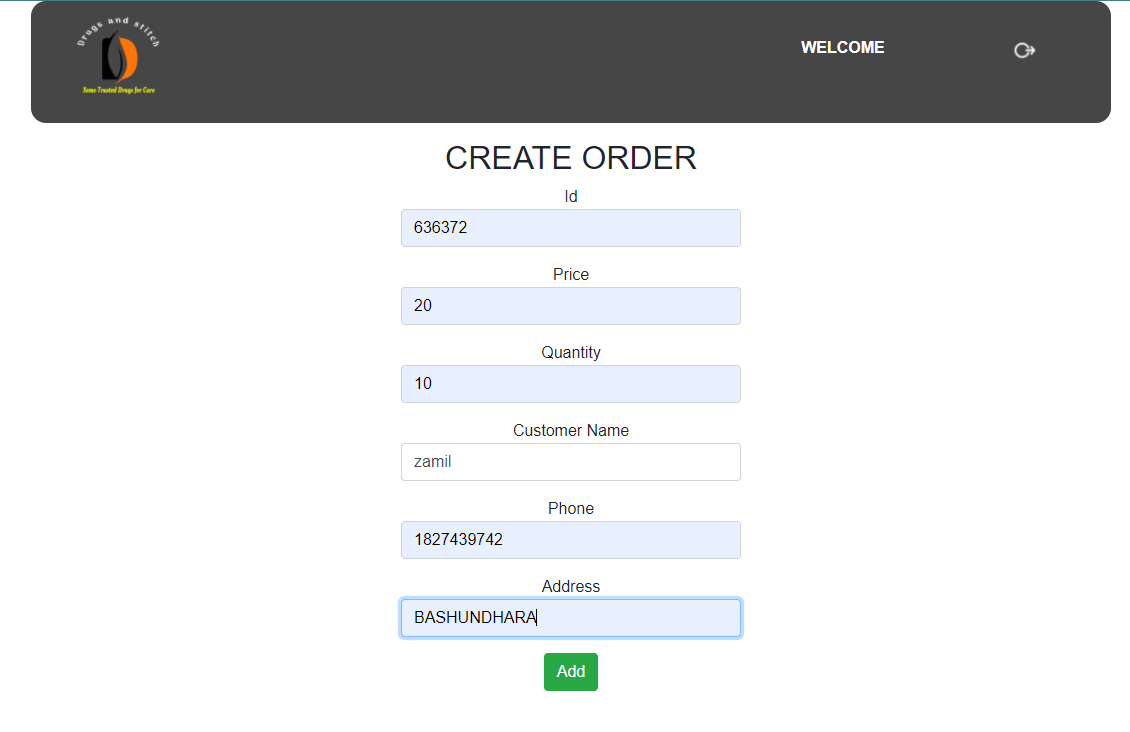 Drugs and stitch
Some Trusted Drugs for Cure
WELCOME
CREATE ORDER
Id
636372
Price
20
Quantity
10
Customer Name
zamil
Phone
1827439742
Address
BASHUNDHARA
Add